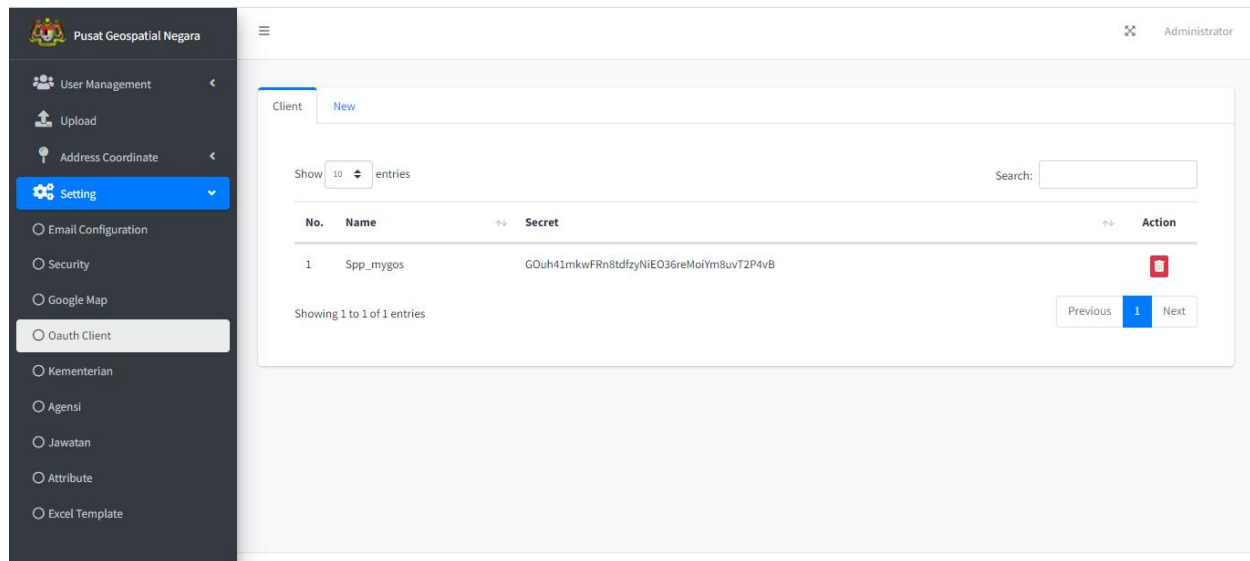 Pusat Geospatial Negara
Administrator
User Management
Upload
Address Coordinate
Setting
Email Configuration
Security
Google Map
Oauth Client
Kementerian
Agensi
Jawatan
Attribute
Excel Template
Client New
Show 10 entries Search:
No. Name Secret Action
1 Spp_mygos GOuh41mkwFRn8tdfzyNiEO36reMoiYm8uvT2P4vB
Showing 1 to 1 of 1 entries Previous 1 Next